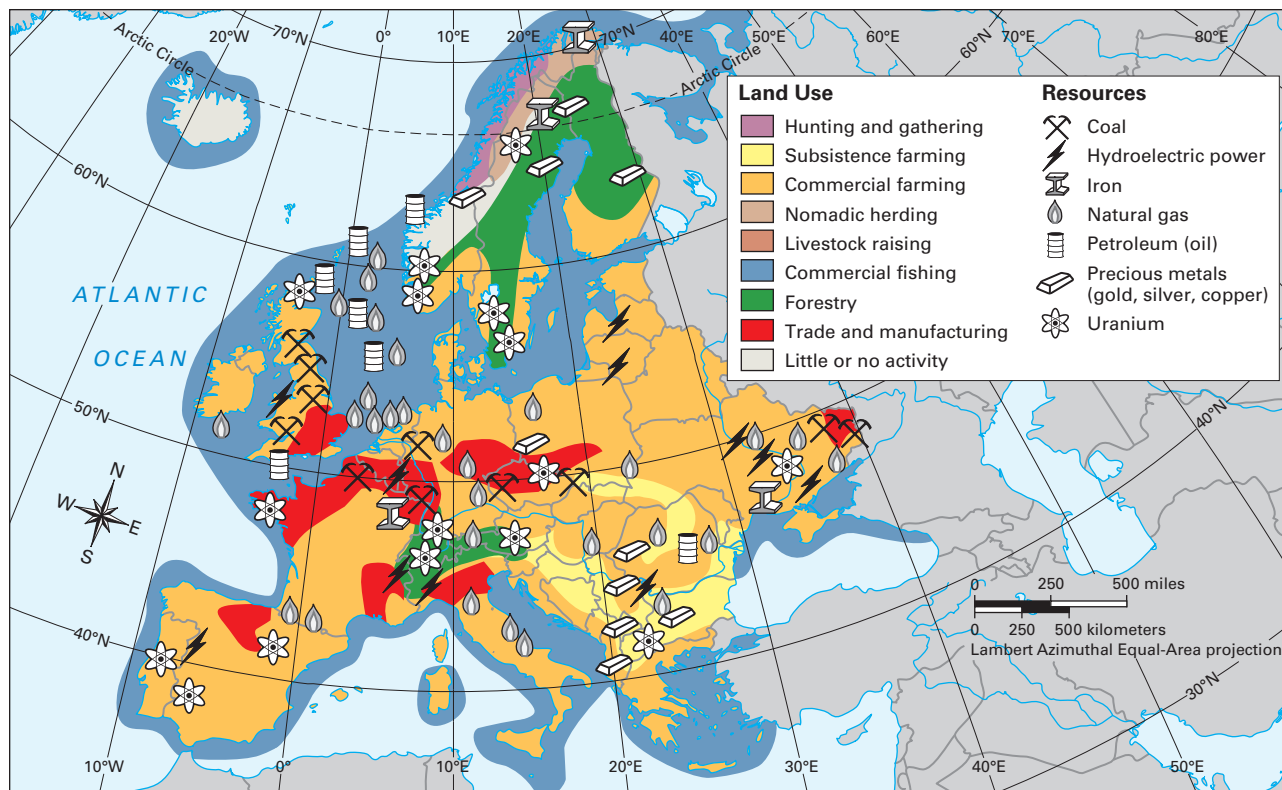 20W
70°N
0°
10°E
20°E
70°N
40°E
50°E
60°E
60°N
80°E
Arctic Circle
Arctic Circle
60°N
50°N
40°N
ATLANTIC
OCEAN
N
W
E
S
Land Use
Hunting and gathering
Subsistence farming
Commercial farming
Nomadic herding
Livestock raising
Commercial fishing
Forestry
Trade and manufacturing
Little or no activity
Resources
Coal
Hydroelectric power
Iron
Natural gas
Petroleum (oil)
Precious metals
(gold, silver, copper)
Uranium
40°N
0 250 500 miles
0 250 500 kilometers
Lambert Azimuthal Equal-Area projection
30°N
10°W
0°
10°E
20°E
30°E
40°E
50°E